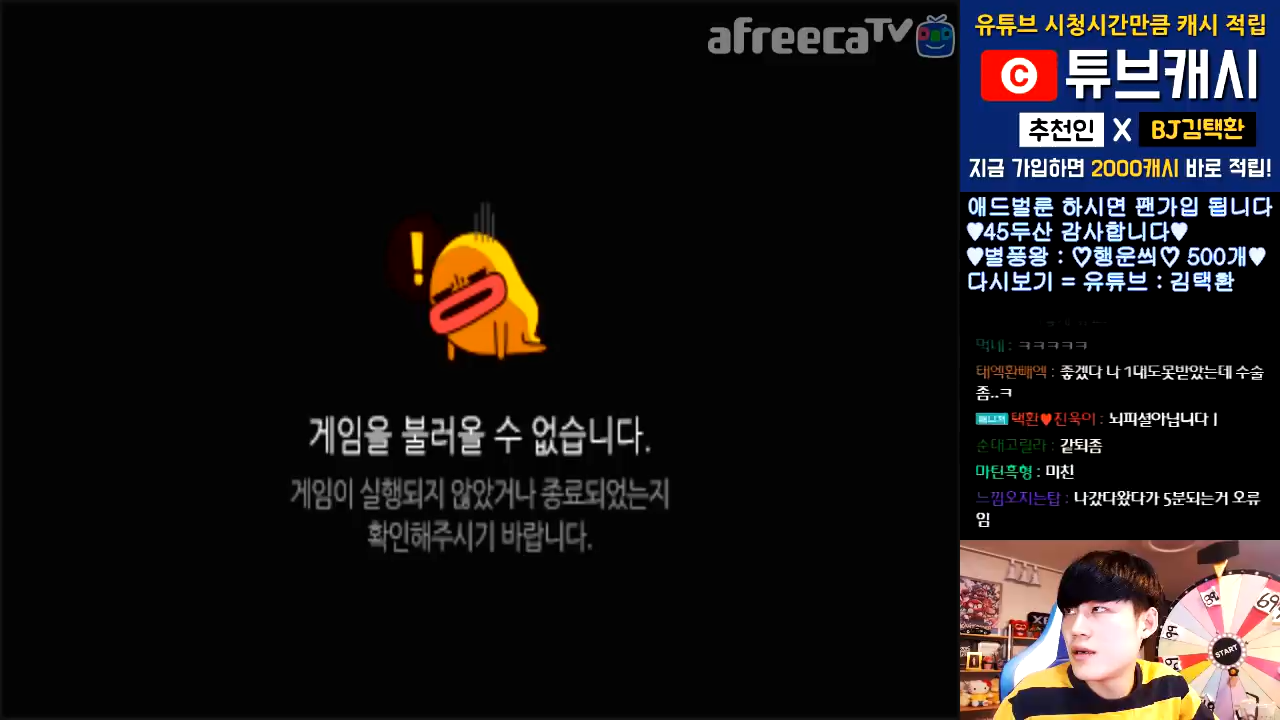 afreecaTV
!
게임을 불러올 수 없습니다.
게임이 실행되지 않았거나 종료되었는지
확인해주시기 바랍니다.
유튜브 시청시간만큼 캐시 적립
C 튜브캐시
추천인 X BJ김택환
지금 가입하면 2000캐시 바로 적립!
애드벌룬 하시면 팬가입 됩니다
♥45두산 감사합니다♥
♥별풍왕 : ♡행운씌♡ 500개♥
다시보기 = 유튜브 : 김택환
먹네 : ㅋㅋㅋㅋㅋ
태엑환빼엑 : 좋겠다 나 1대도못받았는데 수술
좀..ㅋ
매니저 택환♥진욱이 : 뇌피셜아닙니다ㅣ
순대고릴라 : 같퇴좀
마틴흑형 : 미친
느낌오지는탑 : 나갔다왔다가 5분되는거 오류
임
39
69
START